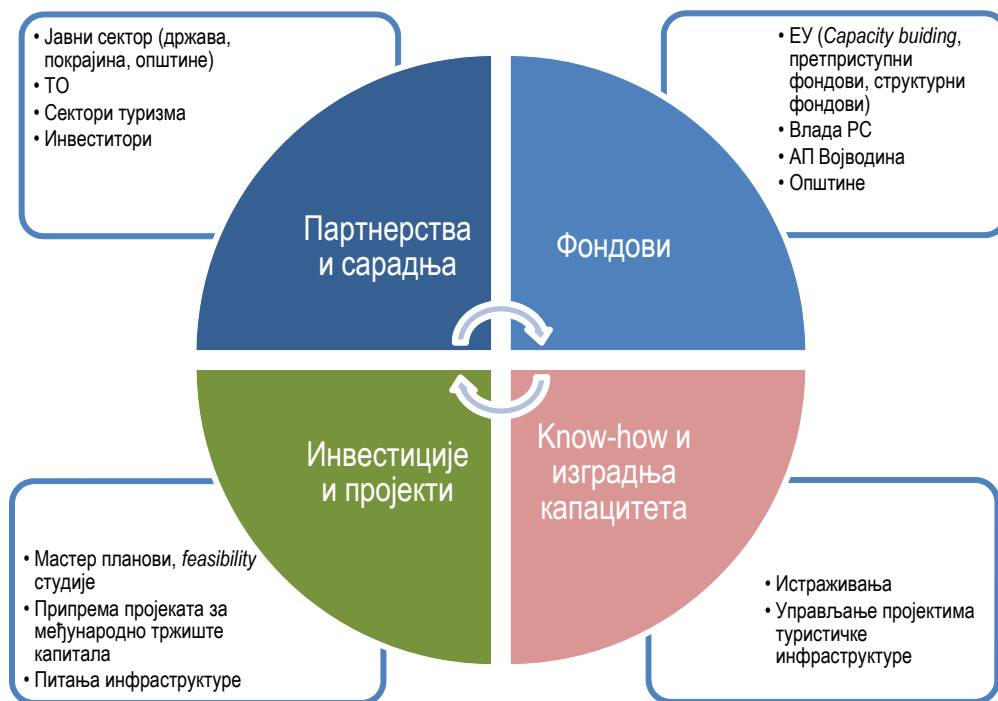 • Јавни сектор (држава,
покрајина, општине)
• ТО
• Сектори туризма
• Инвеститори
• ЕУ (Capacity buiding,
претприступни
фондови, структурни
фондови)
• Влада РС
• АП Војводина
• Општине
Партнерства
и сарадња
Фондови
Инвестиције
и пројекти
Know-how и
изградња
капацитета
• Мастер планови, feasibility
студије
• Припрема пројеката за
међународно тржиште
капитала
• Питања инфраструктуре
• Истраживања
• Управљање пројектима
туристичке
инфраструктуре